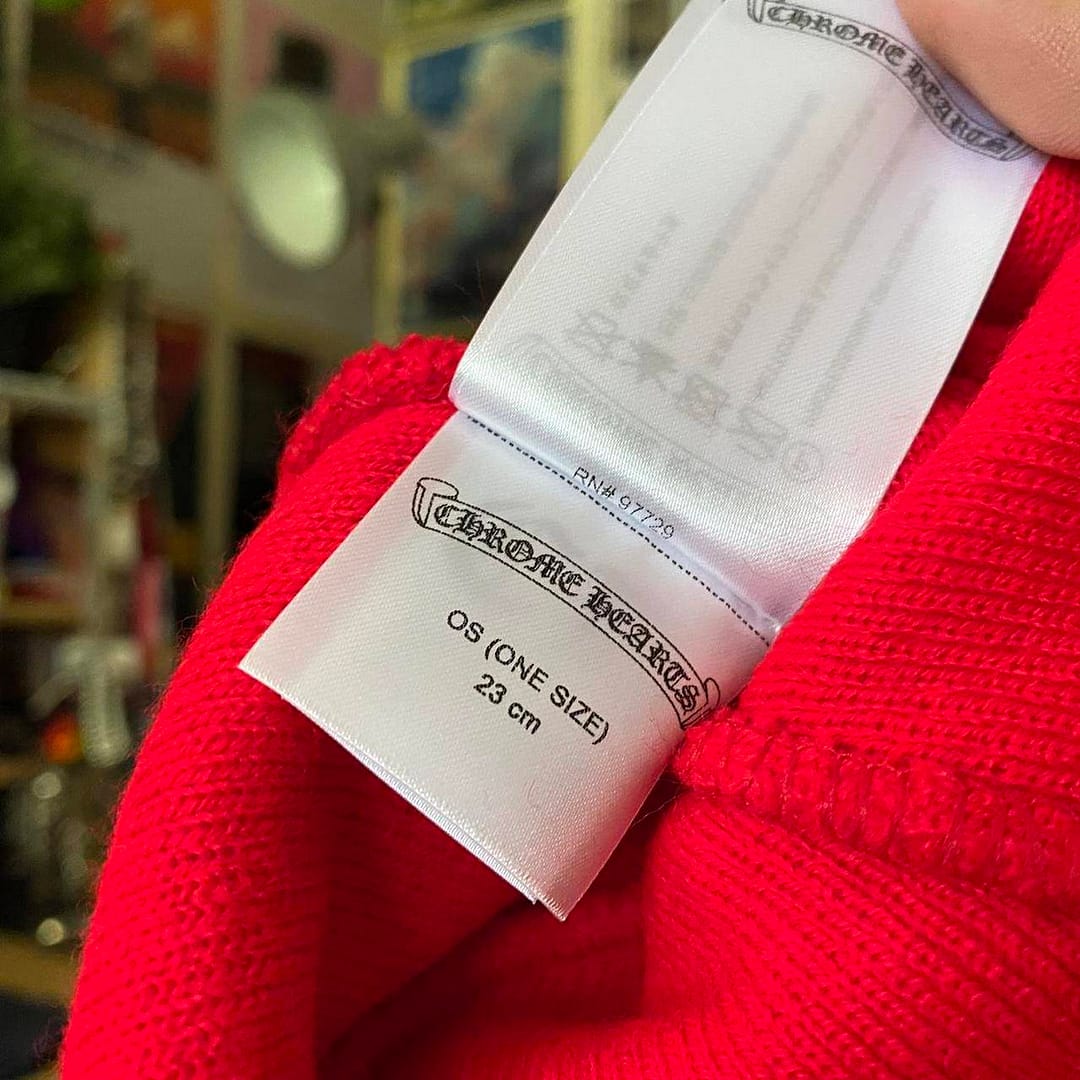 CHROME HEARTS
RN# 97729
CHROME HEARTS
OS (ONE SIZE)
23 cm